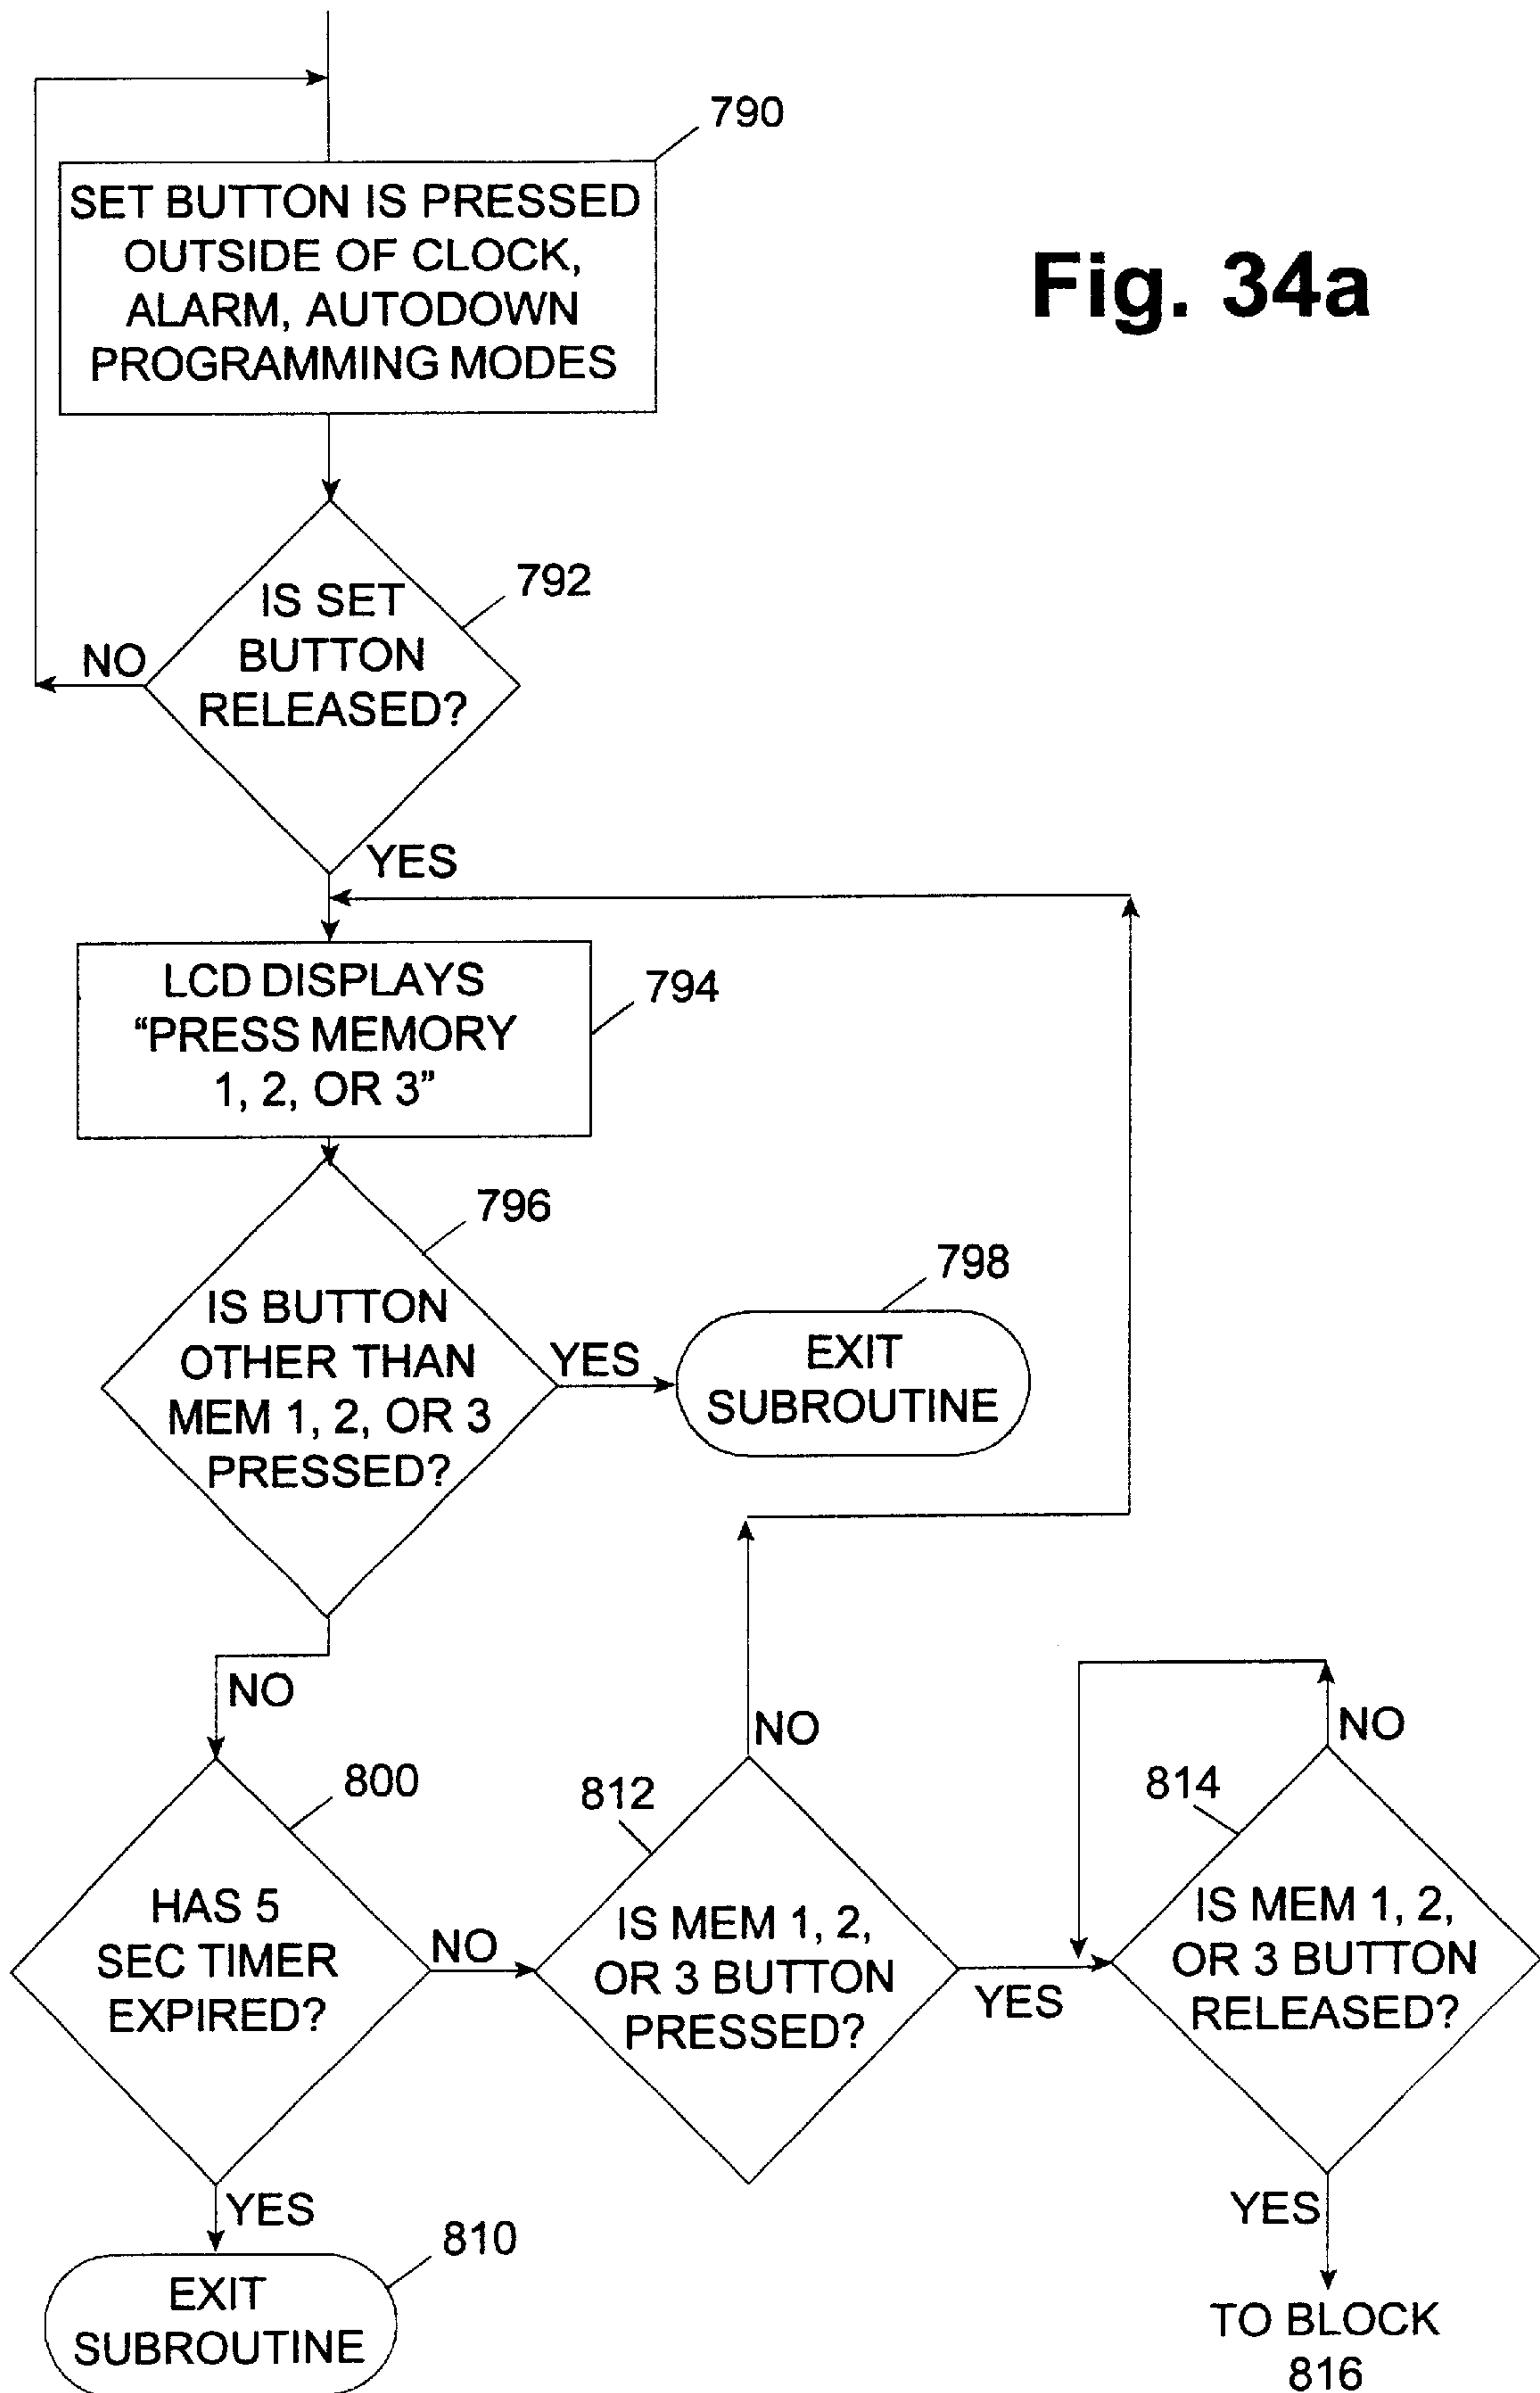 790
SET BUTTON IS PRESSED
OUTSIDE OF CLOCK,
ALARM, AUTODOWN
PROGRAMMING MODES
Fig. 34a
792
IS SET
BUTTON
RELEASED?
NO
YES
LCD DISPLAYS
“PRESS MEMORY
1, 2, OR 3”
794
796
IS BUTTON
OTHER THAN
MEM 1, 2, OR 3
PRESSED?
YES
798
EXIT
SUBROUTINE
NO
800
HAS 5
SEC TIMER
EXPIRED?
NO
812
NO
IS MEM 1, 2,
OR 3 BUTTON
PRESSED?
YES
814
NO
IS MEM 1, 2,
OR 3 BUTTON
RELEASED?
YES
810
EXIT
SUBROUTINE
YES
TO BLOCK
816